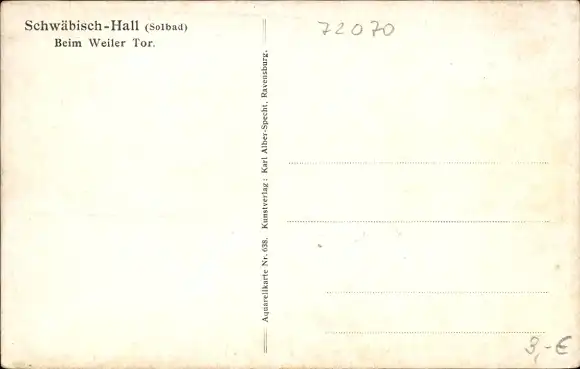 Schwäbisch-Hall (Solbad)
Beim Weiler Tor.
72070
Aquarellkarte Nr. 638. Kunstverlag: Karl Alber-Specht, Ravensburg.
3,-€